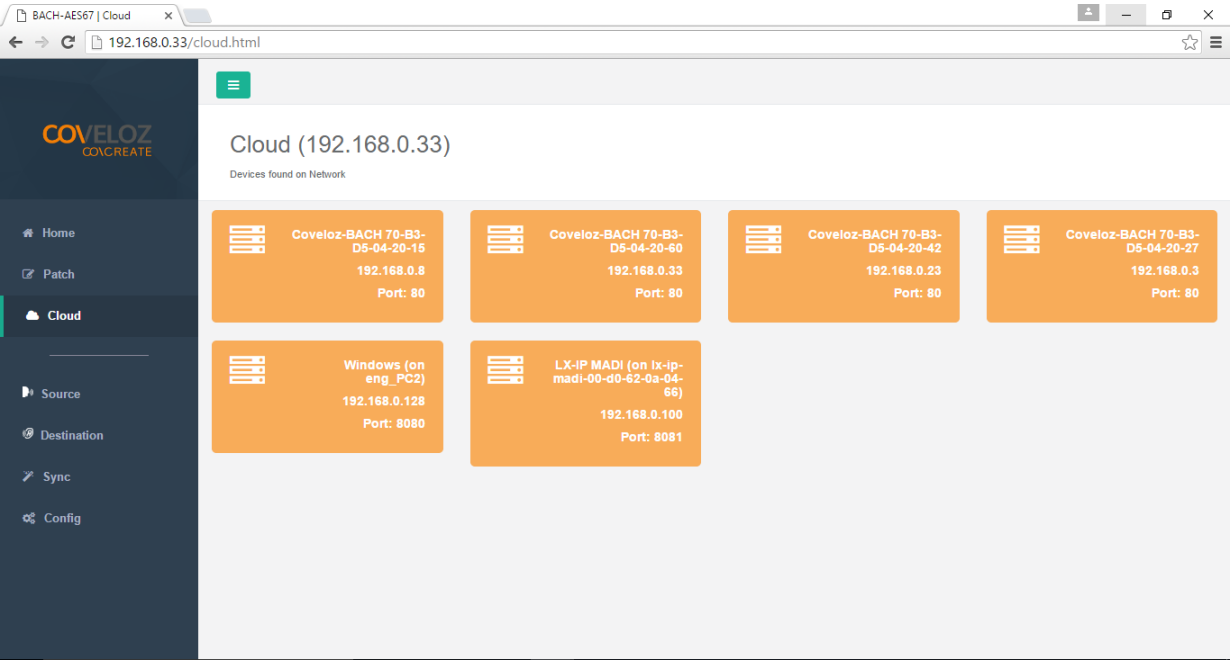 BACH-AES67 | Cloud
192.168.0.33/cloud.html
COVELOZ
CO\CREATE
Cloud (192.168.0.33)
Devices found on Network
Home
Patch
Cloud
Source
Destination
Sync
Config
Coveloz-BACH 70-B3-
D5-04-20-15
192.168.0.8
Port: 80
Coveloz-BACH 70-B3-
D5-04-20-60
192.168.0.33
Port: 80
Coveloz-BACH 70-B3-
D5-04-20-42
192.168.0.23
Port: 80
Coveloz-BACH 70-B3-
D5-04-20-27
192.168.0.3
Port: 80
Windows (on
eng_PC2)
192.168.0.128
Port: 8080
LX-IP MADI (on lx-ip-
madi-00-d0-62-0a-04-
66)
192.168.0.100
Port: 8081